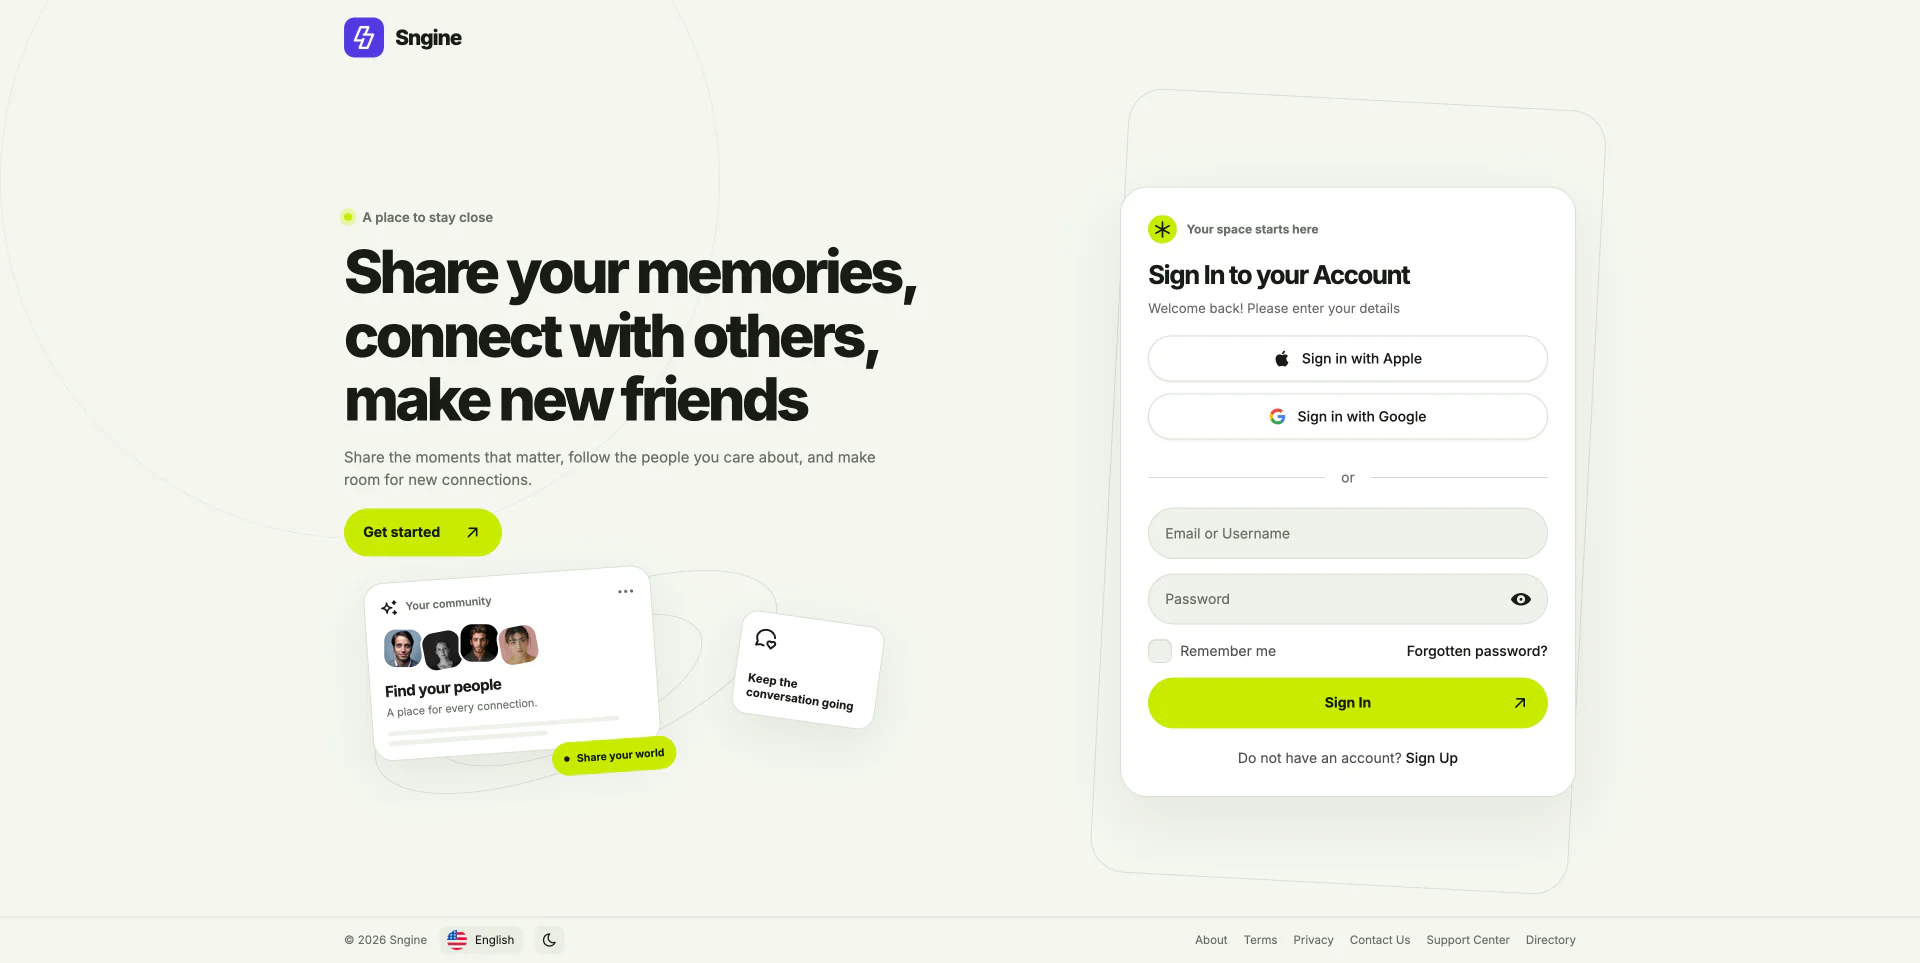 Sngine
A place to stay close
Share your memories,
connect with others,
make new friends
Share the moments that matter, follow the people you care about, and make
room for new connections.
Get started
Your community
Find your people
A place for every connection.
Share your world
Keep the
conversation going
Your space starts here
Sign In to your Account
Welcome back! Please enter your details
Sign in with Apple
Sign in with Google
or
Email or Username
Password
Remember me
Forgotten password?
Sign In
Do not have an account? Sign Up
© 2026 Sngine
English
About
Terms
Privacy
Contact Us
Support Center
Directory